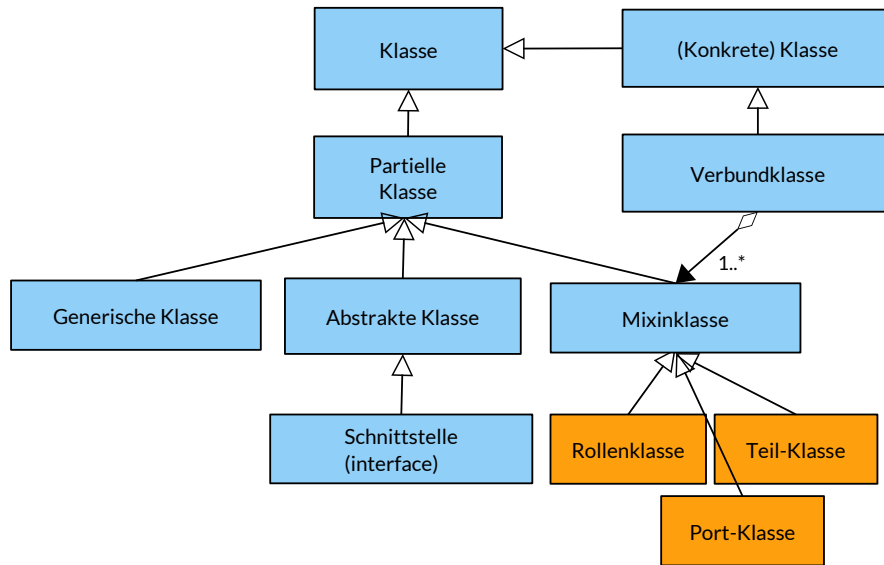 Klasse
(Konkrete) Klasse
Partielle
Klasse
Verbundklasse
1..*
Generische Klasse
Abstrakte Klasse
Mixinklasse
Schnittstelle
(interface)
Rollenklasse
Teil-Klasse
Port-Klasse